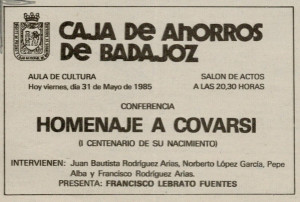 CAJA DE AHORROS
DE BADAJOZ
AULA DE CULTURA
Hoy viernes, dia 31 de Mayo de 1985
SALON DE ACTOS
A LAS 20,30 HORAS
CONFERENCIA
HOMENAJE A COVARSI
(I CENTENARIO DE SU NACIMIENTO)
INTERVIENEN: Juan Bautista Rodríguez Arias, Norberto López García, Pepe
Alba y Francisco Rodríguez Arias.
PRESENTA: FRANCISCO LEBRATO FUENTES